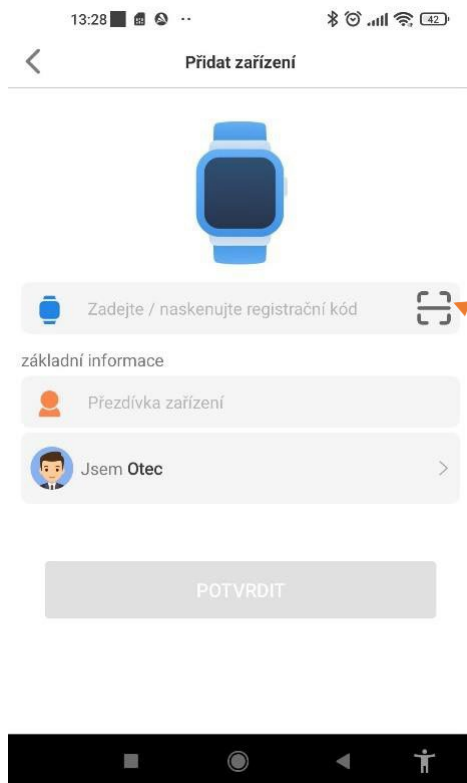 13:28
42
Přidat zařízení
Zadejte / naskenujte registrační kód
základní informace
Přezdívka zařízení
Jsem Otec
POTVRDIT